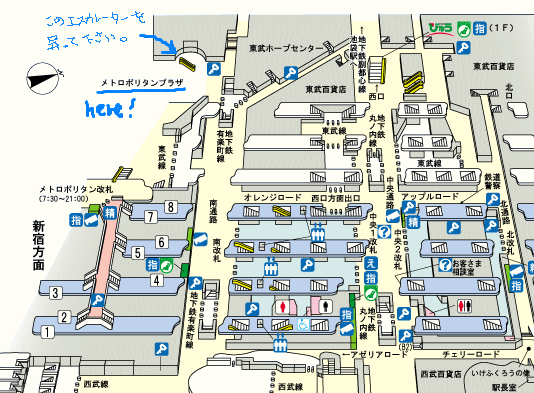 このエスカレーターを
昇って下さい。
メトロポリタンプラザ
here!
東武ホープセンター
地下鉄副都心線
池袋駅
びゅう
指
(1F)
東武百貨店
東武百貨店
北口
西口
地下鉄
有楽町線
東武線
地下鉄
丸ノ内線
東武線
東武線
メトロポリタン改札
(7:30〜21:00)
オレンジロード
西口方面出口
中央通路
アップルロード
鉄道
警察
北通路
指
精
8
7
6
5
4
3
2
1
新宿方面
南通路
南改札
中央1改札
中央2改札
精
北改札
指
指
え
指
お客さま
相談室
地下鉄有楽町線
指
地下鉄
丸ノ内線
指
(B2)
←アゼリアロード
チェリーロード
西武線
西武線
西武百貨店
いけふくろうの像
駅長室